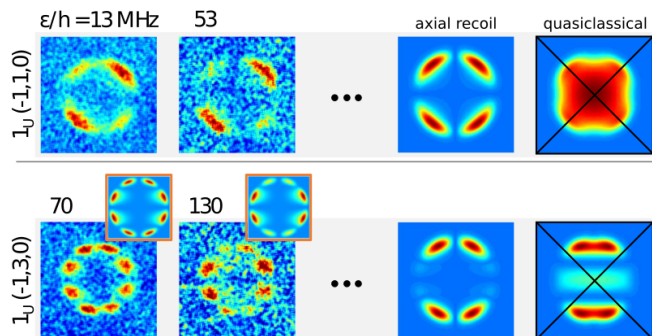 ε/h =13 MHz 53 axial recoil quasiclassical
1U (-1,1,0)
•••
70 130
1U (-1,3,0)
•••